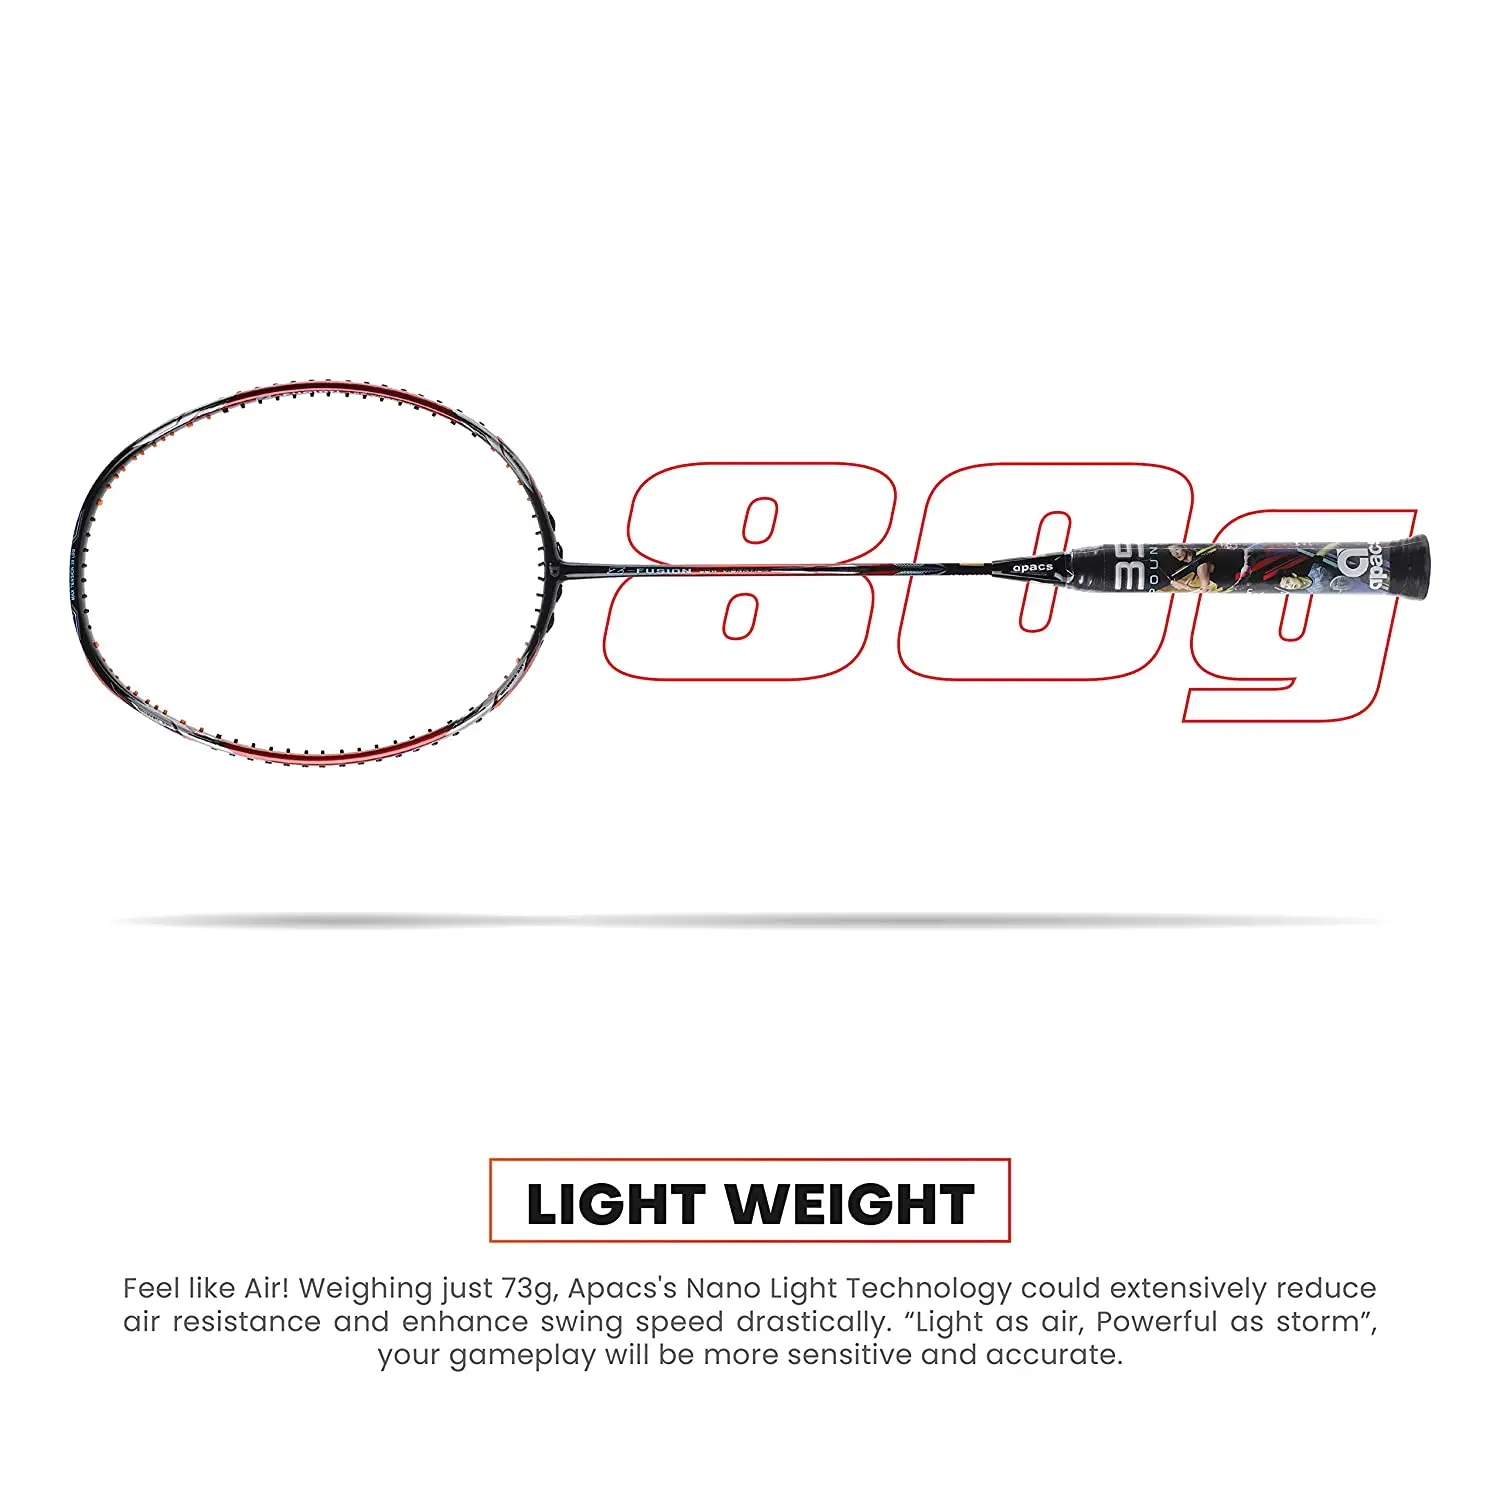 80g
FUSION
apacs
apacs
LIGHT WEIGHT
Feel like Air! Weighing just 73g, Apacs's Nano Light Technology could extensively reduce
air resistance and enhance swing speed drastically. “Light as air, Powerful as storm”,
your gameplay will be more sensitive and accurate.